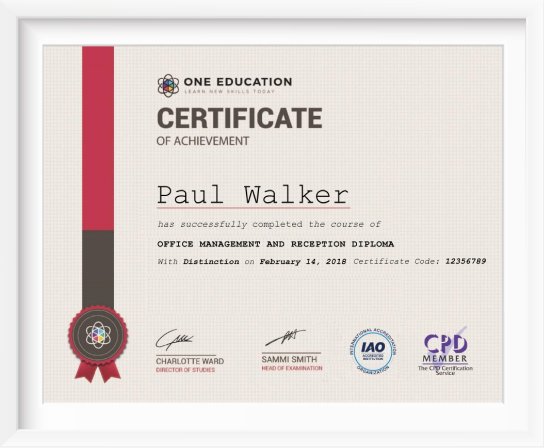 ONE EDUCATION
LEARN NEW SKILLS TODAY
CERTIFICATE
OF ACHIEVEMENT
Paul Walker
has successfully completed the course of
OFFICE MANAGEMENT AND RECEPTION DIPLOMA
With Distinction on February 14, 2018 Certificate Code: 12356789
CHARLOTTE WARD
DIRECTOR OF STUDIES
SAMMI SMITH
HEAD OF EXAMINATION
INTERNATIONAL ACCREDITATION
IAO
ACCREDITED
INSTITUTION
ORGANIZATION
CPD
MEMBER
The CPD Certification
Service